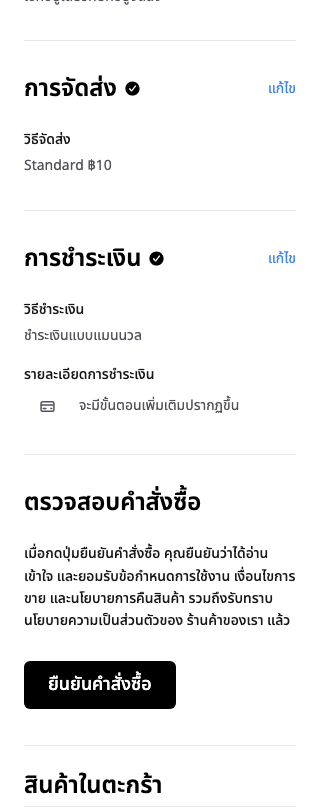 การจัดส่ง
แก้ไข
วิธีจัดส่ง
Standard ฿10
การชำระเงิน
แก้ไข
วิธีชำระเงิน
ชำระเงินแบบแมนนวล
รายละเอียดการชำระเงิน
จะมีขั้นตอนเพิ่มเติมปรากฏขึ้น
ตรวจสอบคำสั่งซื้อ
เมื่อกดปุ่มยืนยันคำสั่งซื้อ คุณยืนยันว่าได้อ่าน
เข้าใจ และยอมรับข้อกำหนดการใช้งาน เงื่อนไขการ
ขาย และนโยบายการคืนสินค้า รวมถึงรับทราบ
นโยบายความเป็นส่วนตัวของ ร้านค้าของเรา แล้ว
ยืนยันคำสั่งซื้อ
สินค้าในตะกร้า